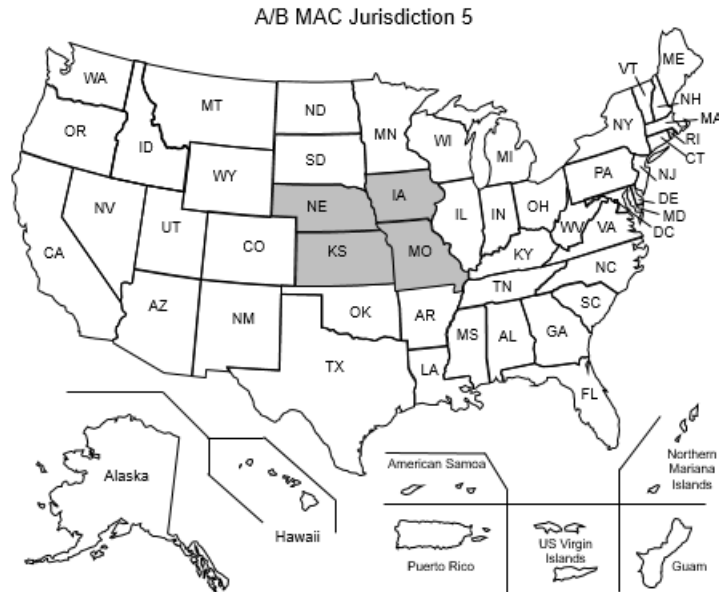 A/B MAC Jurisdiction 5
WA
OR
ID
MT
ND
SD
WY
MN
WI
MI
ME
VT
NH
MA
RI
CT
NY
NJ
PA
DE
MD
DC
NE
IA
KS
MO
IL
IN
OH
WV
VA
KY
NC
TN
SC
NV
UT
CO
CA
AZ
NM
OK
AR
TX
LA
MS
AL
GA
FL
Alaska
Hawaii
American Samoa
Northern
Mariana
Islands
Puerto Rico
US Virgin
Islands
Guam